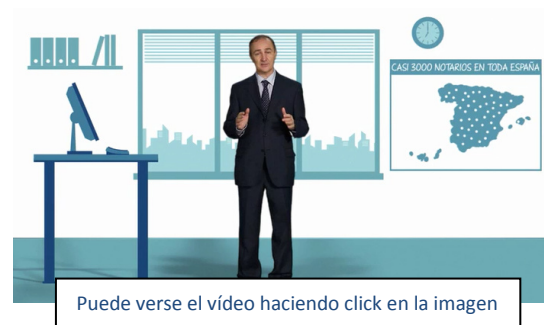 CASI 3000 NOTARIOS EN TODA ESPAÑA
Puede verse el vídeo haciendo click en la imagen